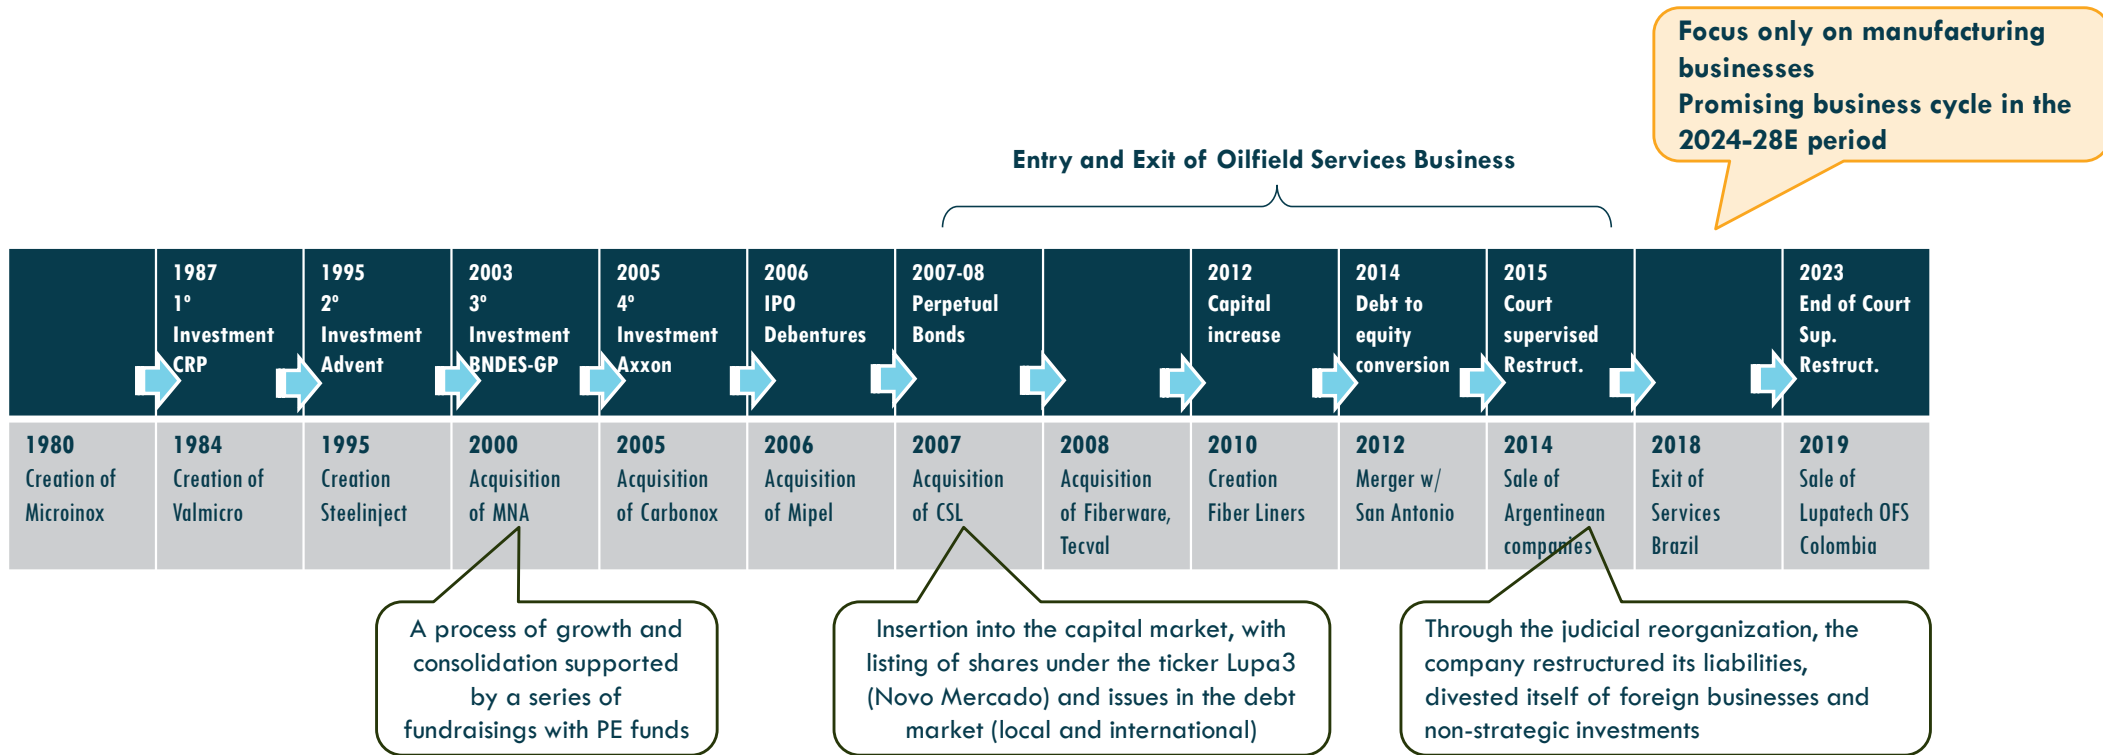 Focus only on manufacturing
businesses
Promising business cycle in the
2024-28E period
Entry and Exit of Oilfield Services Business
1987
1º
Investment
CRP
1995
2º
Investment
Advent
2003
3º
Investment
BNDES-GP
2005
4º
Investment
Axxon
2006
IPO
Debentures
2007-08
Perpetual
Bonds
2012
Capital
increase
2014
Debt to
equity
conversion
2015
Court
supervised
Restruct.
2023
End of Court
Sup.
Restruct.
1980
Creation of
Microinox
1984
Creation of
Valmicro
1995
Creation
Steelinject
2000
Acquisition
of MNA
2005
Acquisition
of Carbonox
2006
Acquisition
of Mipel
2007
Acquisition
of CSL
2008
Acquisition
of Fiberware,
Tecval
2010
Creation
Fiber Liners
2012
Merger w/
San Antonio
2014
Sale of
Argentinean
companies
2018
Exit of
Services
Brazil
2019
Sale of
Lupatech OFS
Colombia
A process of growth and
consolidation supported
by a series of
fundraisings with PE funds
Insertion into the capital market, with
listing of shares under the ticker Lupa3
(Novo Mercado) and issues in the debt
market (local and international)
Through the judicial reorganization, the
company restructured its liabilities,
divested itself of foreign businesses and
non-strategic investments